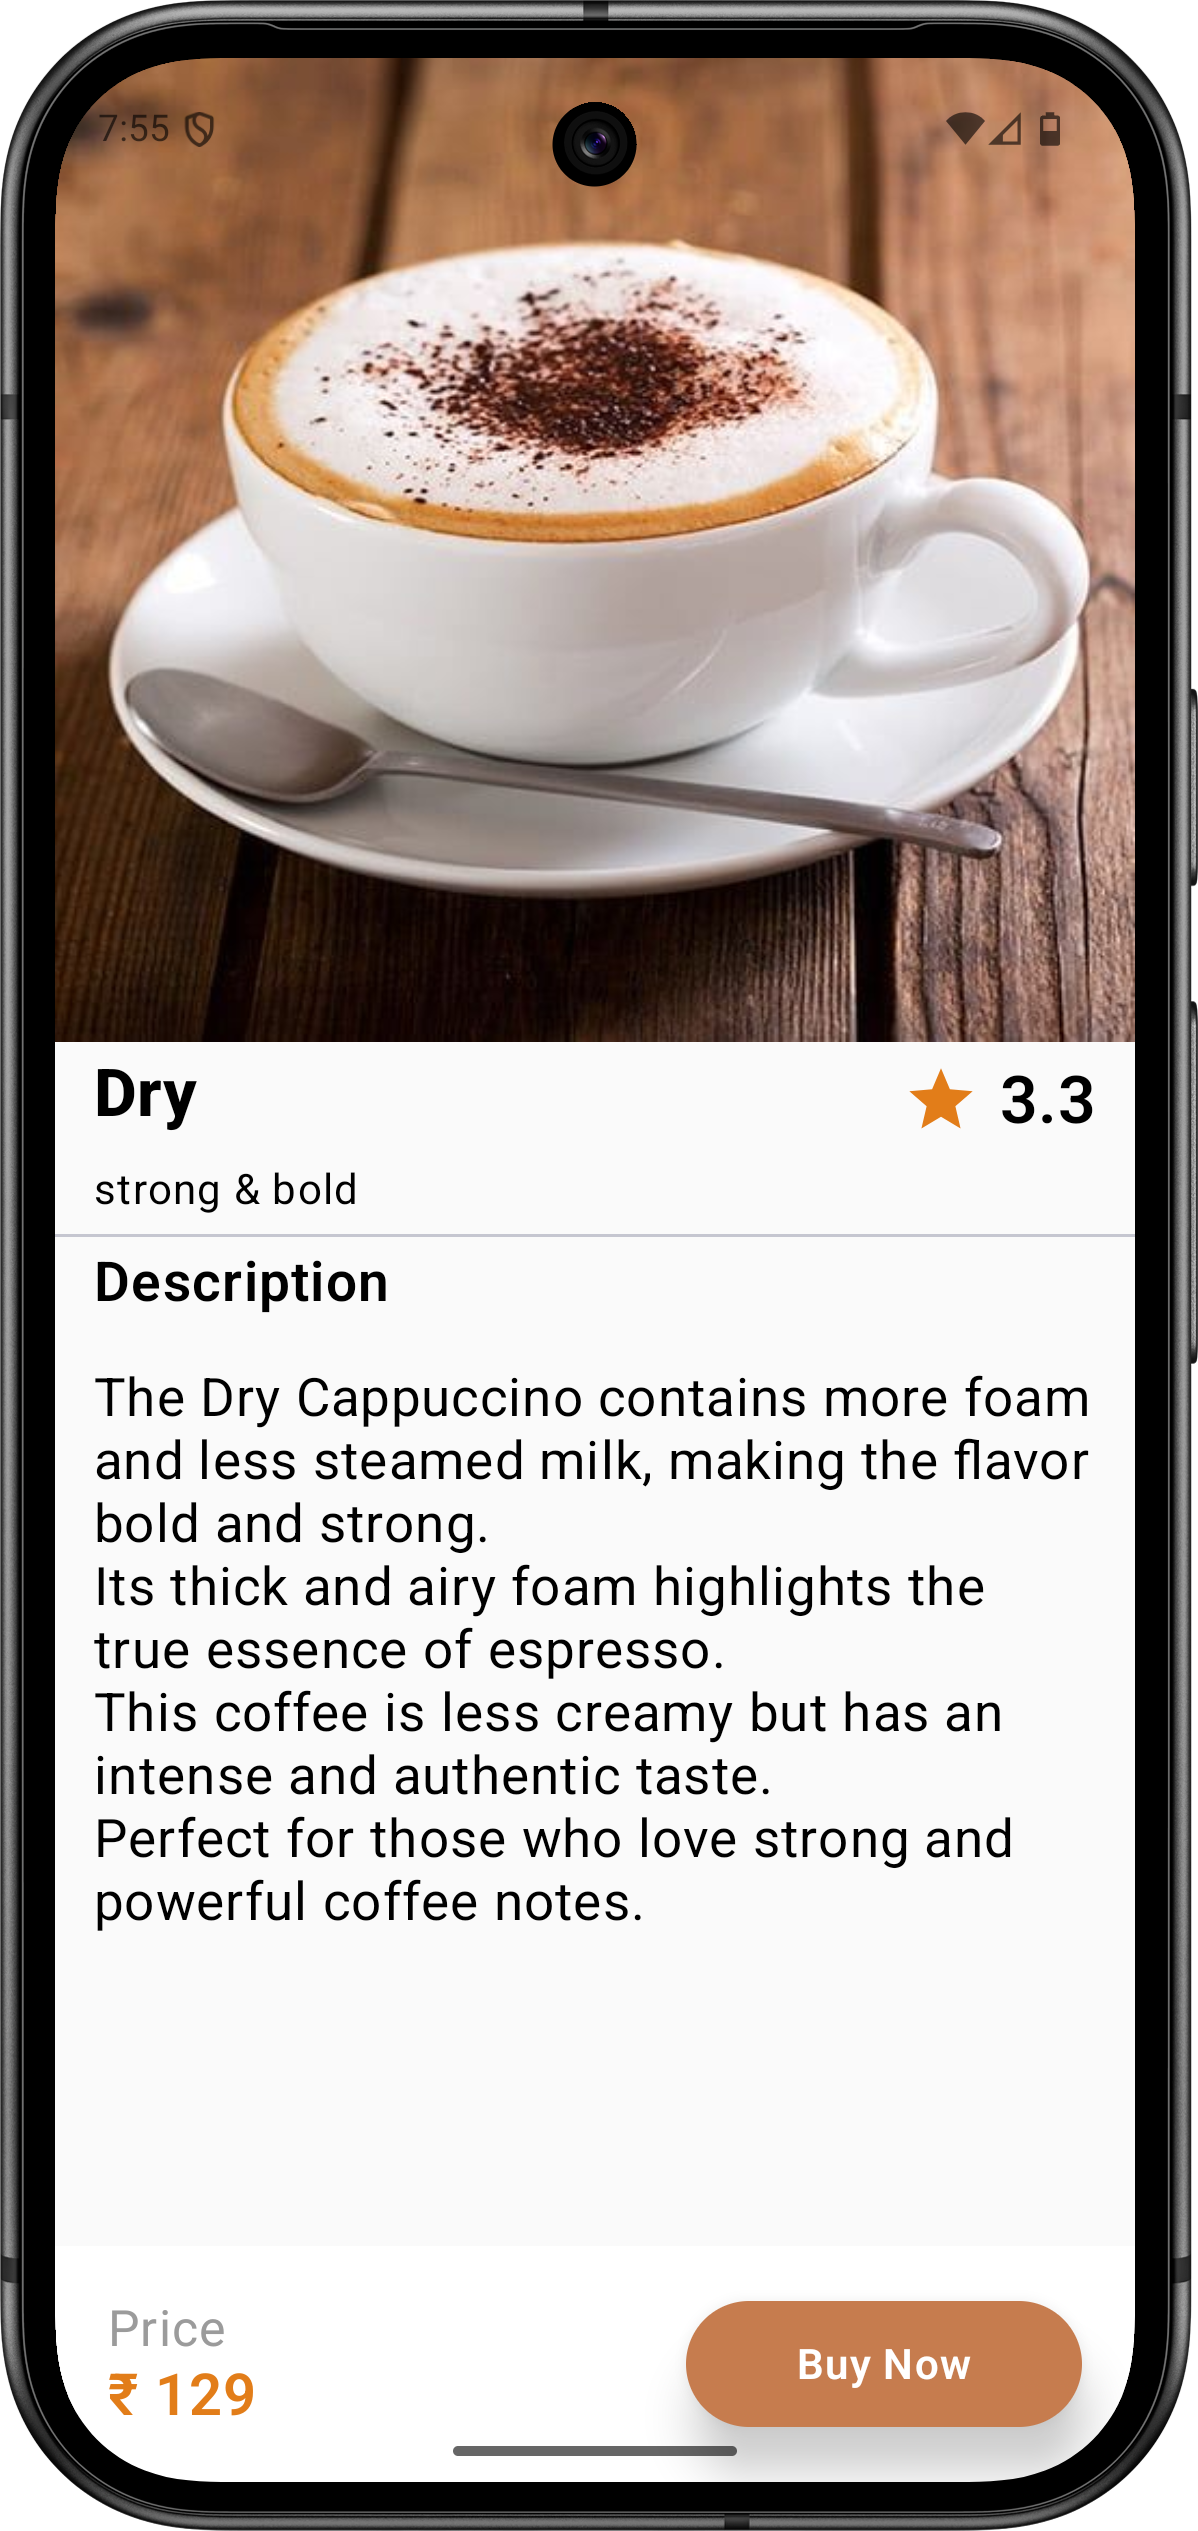 7:55
Dry
3.3
strong & bold
Description
The Dry Cappuccino contains more foam
and less steamed milk, making the flavor
bold and strong.
Its thick and airy foam highlights the
true essence of espresso.
This coffee is less creamy but has an
intense and authentic taste.
Perfect for those who love strong and
powerful coffee notes.
Price
₹ 129
Buy Now